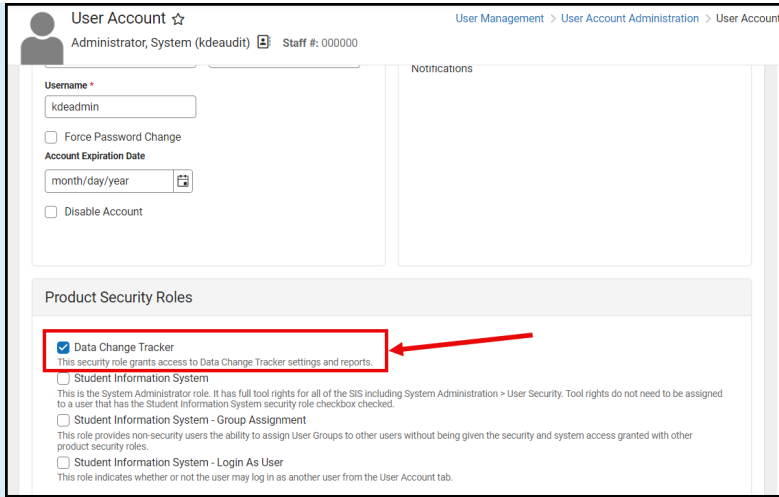 User Account
User Management > User Account Administration > User Account
Administrator, System (kdeaudit) Staff #: 000000
Notifications
Username *
kdeadmin
Force Password Change
Account Expiration Date
month/day/year
Disable Account
Product Security Roles
Data Change Tracker
This security role grants access to Data Change Tracker settings and reports.
Student Information System
This is the System Administrator role. It has full tool rights for all of the SIS including System Administration > User Security. Tool rights do not need to be assigned
to a user that has the Student Information System security role checkbox checked.
Student Information System - Group Assignment
This role provides non-security users the ability to assign User Groups to other users without being given the security and system access granted with other
product security roles.
Student Information System - Login As User
This role indicates whether or not the user may log in as another user from the User Account tab.